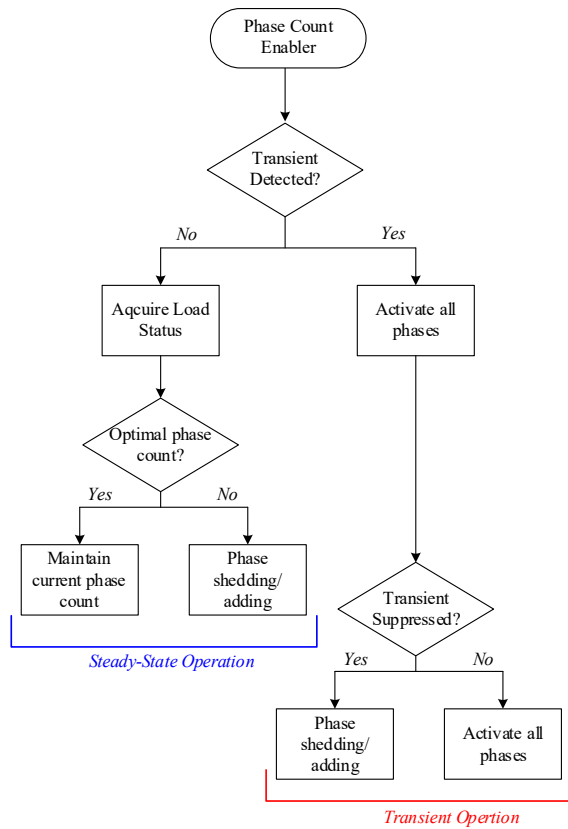 Phase Count
Enabler
Transient
Detected?
No
Yes
Aqcuire Load
Status
Activate all
phases
Optimal phase
count?
Yes
No
Maintain
current phase
count
Phase
shedding/
adding
Steady-State Operation
Transient
Suppressed?
Yes
No
Phase
shedding/
adding
Activate all
phases
Transient Opertion